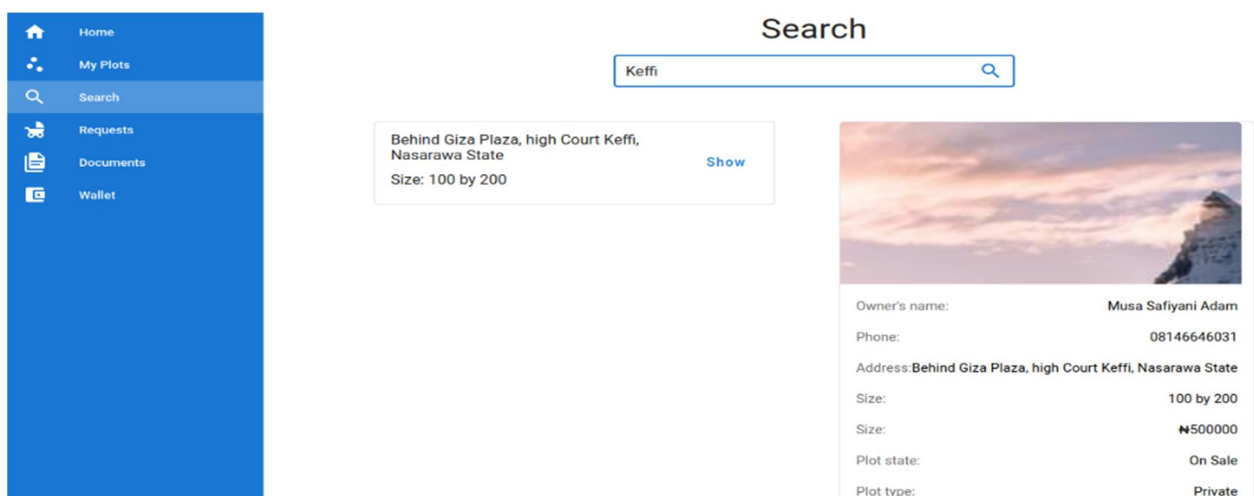 Home
My Plots
Search
Requests
Documents
Wallet
Search
Keffi
Behind Giza Plaza, high Court Keffi,
Nasarawa State
Show
Size: 100 by 200
Owner's name: Musa Safiyani Adam
Phone: 08146646031
Address:Behind Giza Plaza, high Court Keffi, Nasarawa State
Size: 100 by 200
Size: ₦500000
Plot state: On Sale
Plot type: Private